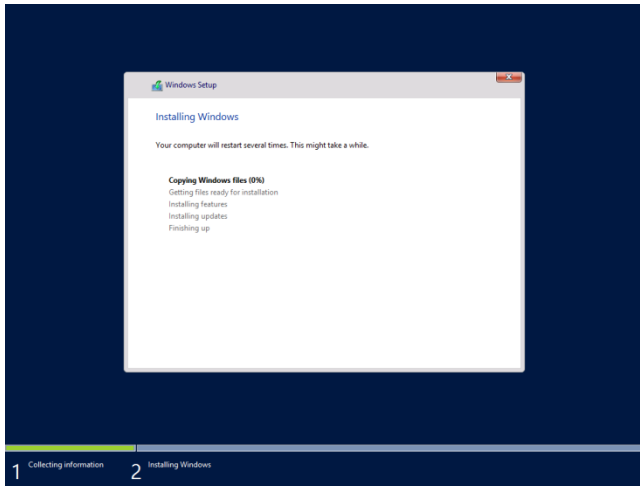 Windows Setup
Installing Windows
Your computer will restart several times. This might take a while.
Copying Windows files (0%)
Getting files ready for installation
Installing features
Installing updates
Finishing up
1 Collecting information 2 Installing Windows